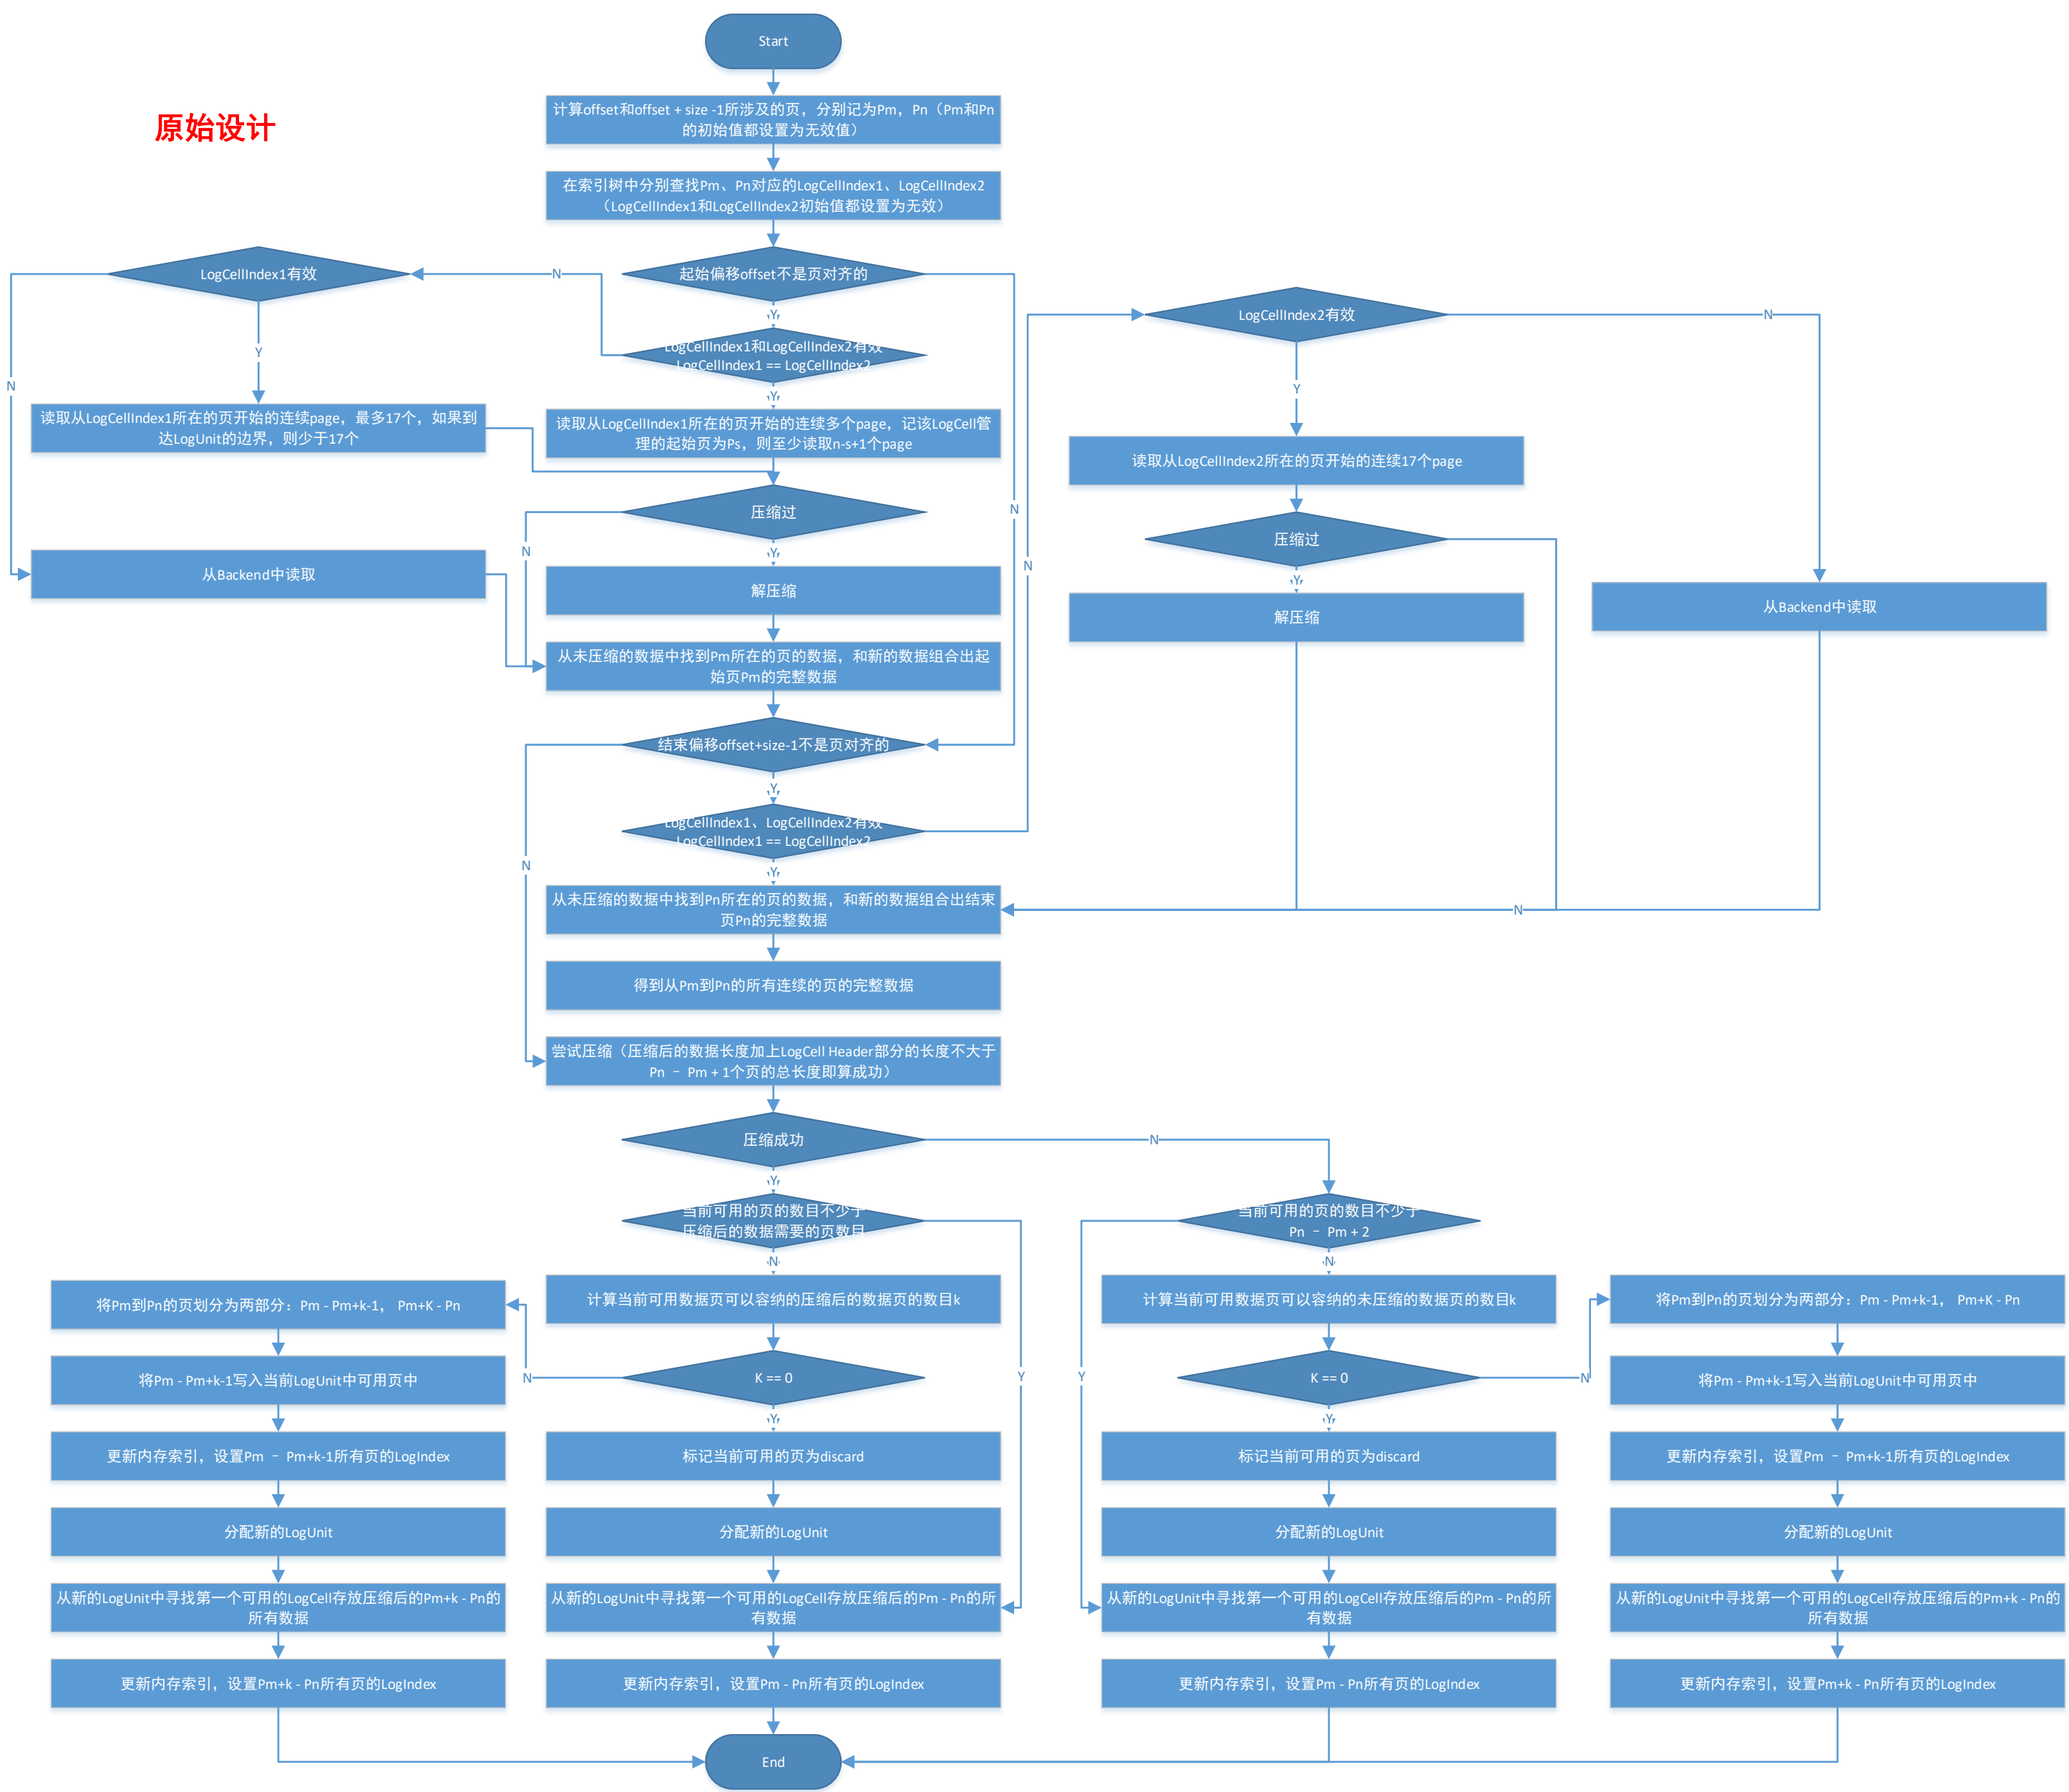 Start
原始设计
计算offset和offset + size -1所涉及的页，分别记为Pm，Pn（Pm和Pn
的初始值都设置为无效值）
在索引树中分别查找Pm、Pn对应的LogCellIndex1、LogCellIndex2
（LogCellIndex1和LogCellIndex2初始值都设置为无效）
LogCellIndex1有效
N
起始偏移offset不是页对齐的
Y
LogCellIndex2有效
N
LogCellIndex1和LogCellIndex2有效
LogCellIndex1 == LogCellIndex2
Y
N
Y
Y
读取从LogCellIndex1所在的页开始的连续page，最多17个，如果到
达LogUnit的边界，则少于17个
读取从LogCellIndex1所在的页开始的连续多个page，记该LogCell管
理的起始页为Ps，则至少读取n-s+1个page
读取从LogCellIndex2所在的页开始的连续17个page
压缩过
N
压缩过
N
Y
N
Y
从Backend中读取
解压缩
解压缩
从Backend中读取
从未压缩的数据中找到Pm所在的页的数据，和新的数据组合出起
始页Pm的完整数据
结束偏移offset+size-1不是页对齐的
Y
LogCellIndex1、LogCellIndex2有效
LogCellIndex1 == LogCellIndex2
N
Y
从未压缩的数据中找到Pn所在的页的数据，和新的数据组合出结束
页Pn的完整数据
N
得到从Pm到Pn的所有连续的页的完整数据
尝试压缩（压缩后的数据长度加上LogCell Header部分的长度不大于
Pn – Pm + 1个页的总长度即算成功）
压缩成功
N
Y
当前可用的页的数目不少于
压缩后的数据需要的页数目
当前可用的页的数目不少于
Pn – Pm + 2
N
N
将Pm到Pn的页划分为两部分：Pm - Pm+k-1， Pm+K - Pn
计算当前可用数据页可以容纳的压缩后的数据页的数目k
计算当前可用数据页可以容纳的未压缩的数据页的数目k
将Pm到Pn的页划分为两部分：Pm - Pm+k-1， Pm+K - Pn
将Pm - Pm+k-1写入当前LogUnit中可用页中
N
K == 0
Y
Y
K == 0
N
将Pm - Pm+k-1写入当前LogUnit中可用页中
Y
Y
更新内存索引，设置Pm – Pm+k-1所有页的LogIndex
标记当前可用的页为discard
标记当前可用的页为discard
更新内存索引，设置Pm – Pm+k-1所有页的LogIndex
分配新的LogUnit
分配新的LogUnit
分配新的LogUnit
分配新的LogUnit
从新的LogUnit中寻找第一个可用的LogCell存放压缩后的Pm+k - Pn的
所有数据
从新的LogUnit中寻找第一个可用的LogCell存放压缩后的Pm - Pn的所
有数据
从新的LogUnit中寻找第一个可用的LogCell存放压缩后的Pm - Pn的所
有数据
从新的LogUnit中寻找第一个可用的LogCell存放压缩后的Pm+k - Pn的
所有数据
更新内存索引，设置Pm+k - Pn所有页的LogIndex
更新内存索引，设置Pm - Pn所有页的LogIndex
更新内存索引，设置Pm - Pn所有页的LogIndex
更新内存索引，设置Pm+k - Pn所有页的LogIndex
End